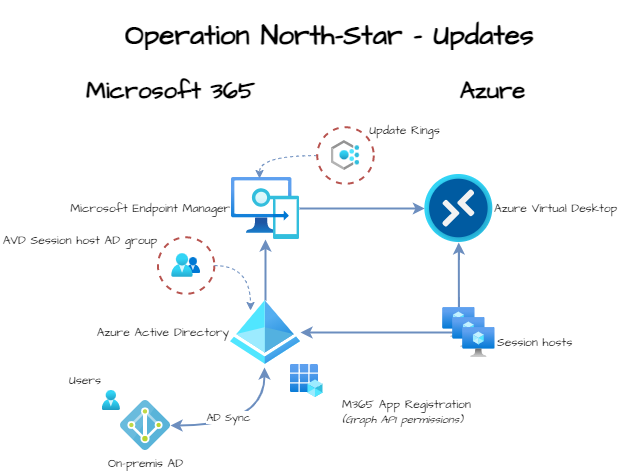 Operation North-Star - Updates
Microsoft 365
Azure
Update Rings
Microsoft Endpoint Manager
Azure Virtual Desktop
AVD Session host AD group
Azure Active Directory
Session hosts
Users
M365 App Registration
(Graph API permissions)
AD Sync
On-premis AD